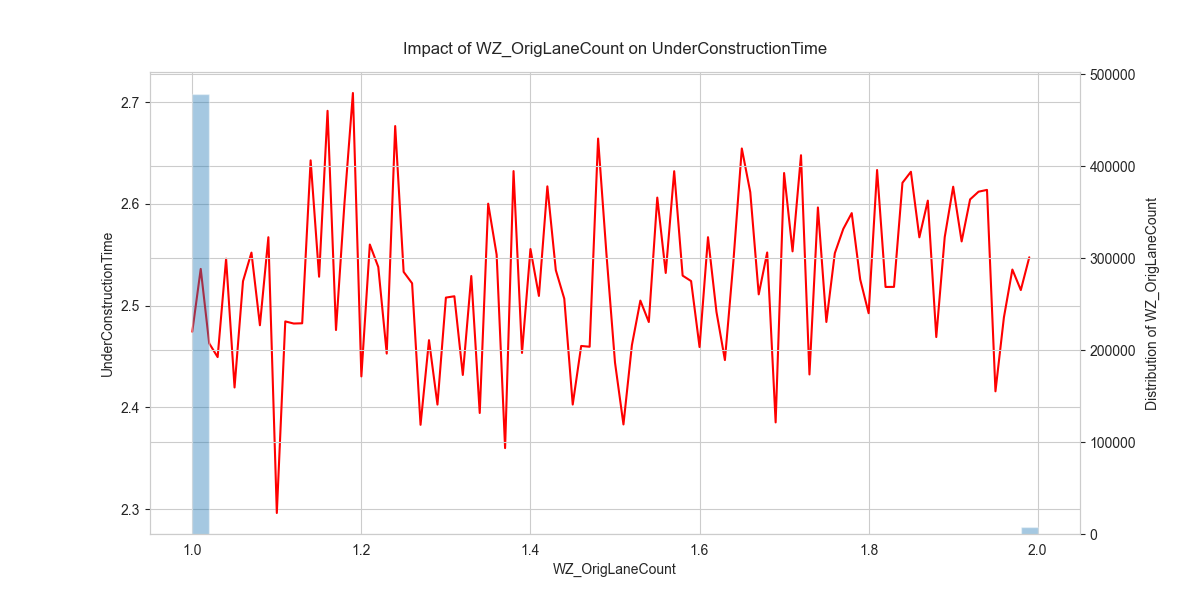 Impact of WZ_OrigLaneCount on UnderConstructionTime
2.7
2.6
2.5
2.4
2.3
UnderConstructionTime
500000
400000
300000
200000
100000
0
Distribution of WZ_OrigLaneCount
1.0 1.2 1.4 1.6 1.8 2.0
WZ_OrigLaneCount